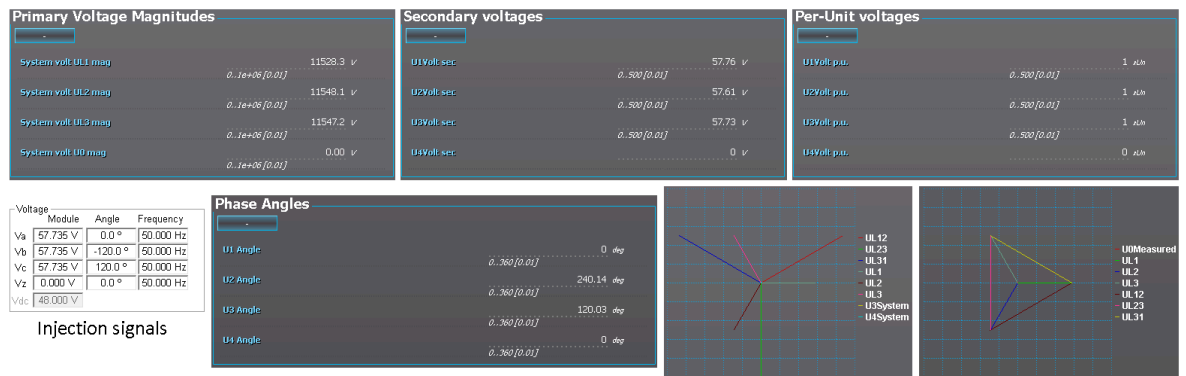 Primary Voltage Magnitudes
-
System volt UL1 mag 11528.3 V
0..1e+06 [0.01]
System volt UL2 mag 11548.1 V
0..1e+06 [0.01]
System volt UL3 mag 11547.2 V
0..1e+06 [0.01]
System volt U0 mag 0.00 V
0..1e+06 [0.01]
Secondary voltages
-
U1Volt sec 57.76 V
0..500 [0.01]
U2Volt sec 57.61 V
0..500 [0.01]
U3Volt sec 57.73 V
0..500 [0.01]
U4Volt sec 0 V
Per-Unit voltages
-
U1Volt p.u. 1 xUn
0..500 [0.01]
U2Volt p.u. 1 xUn
0..500 [0.01]
U3Volt p.u. 1 xUn
0..500 [0.01]
U4Volt p.u. 0 xUn
Voltage
Module Angle Frequency
Va 57.735 V 0.0 º 50.000 Hz
Vb 57.735 V -120.0 º 50.000 Hz
Vc 57.735 V 120.0 º 50.000 Hz
Vz 0.000 V 0.0 º 50.000 Hz
Vdc 48.000 V
Injection signals
Phase Angles
-
U1 Angle 0 deg
0..360 [0.01]
U2 Angle 240.14 deg
0..360 [0.01]
U3 Angle 120.03 deg
0..360 [0.01]
U4 Angle 0 deg
0..360 [0.01]
UL12
UL23
UL31
UL1
UL2
UL3
U3System
U4System
U0Measured
UL1
UL2
UL3
UL12
UL23
UL31